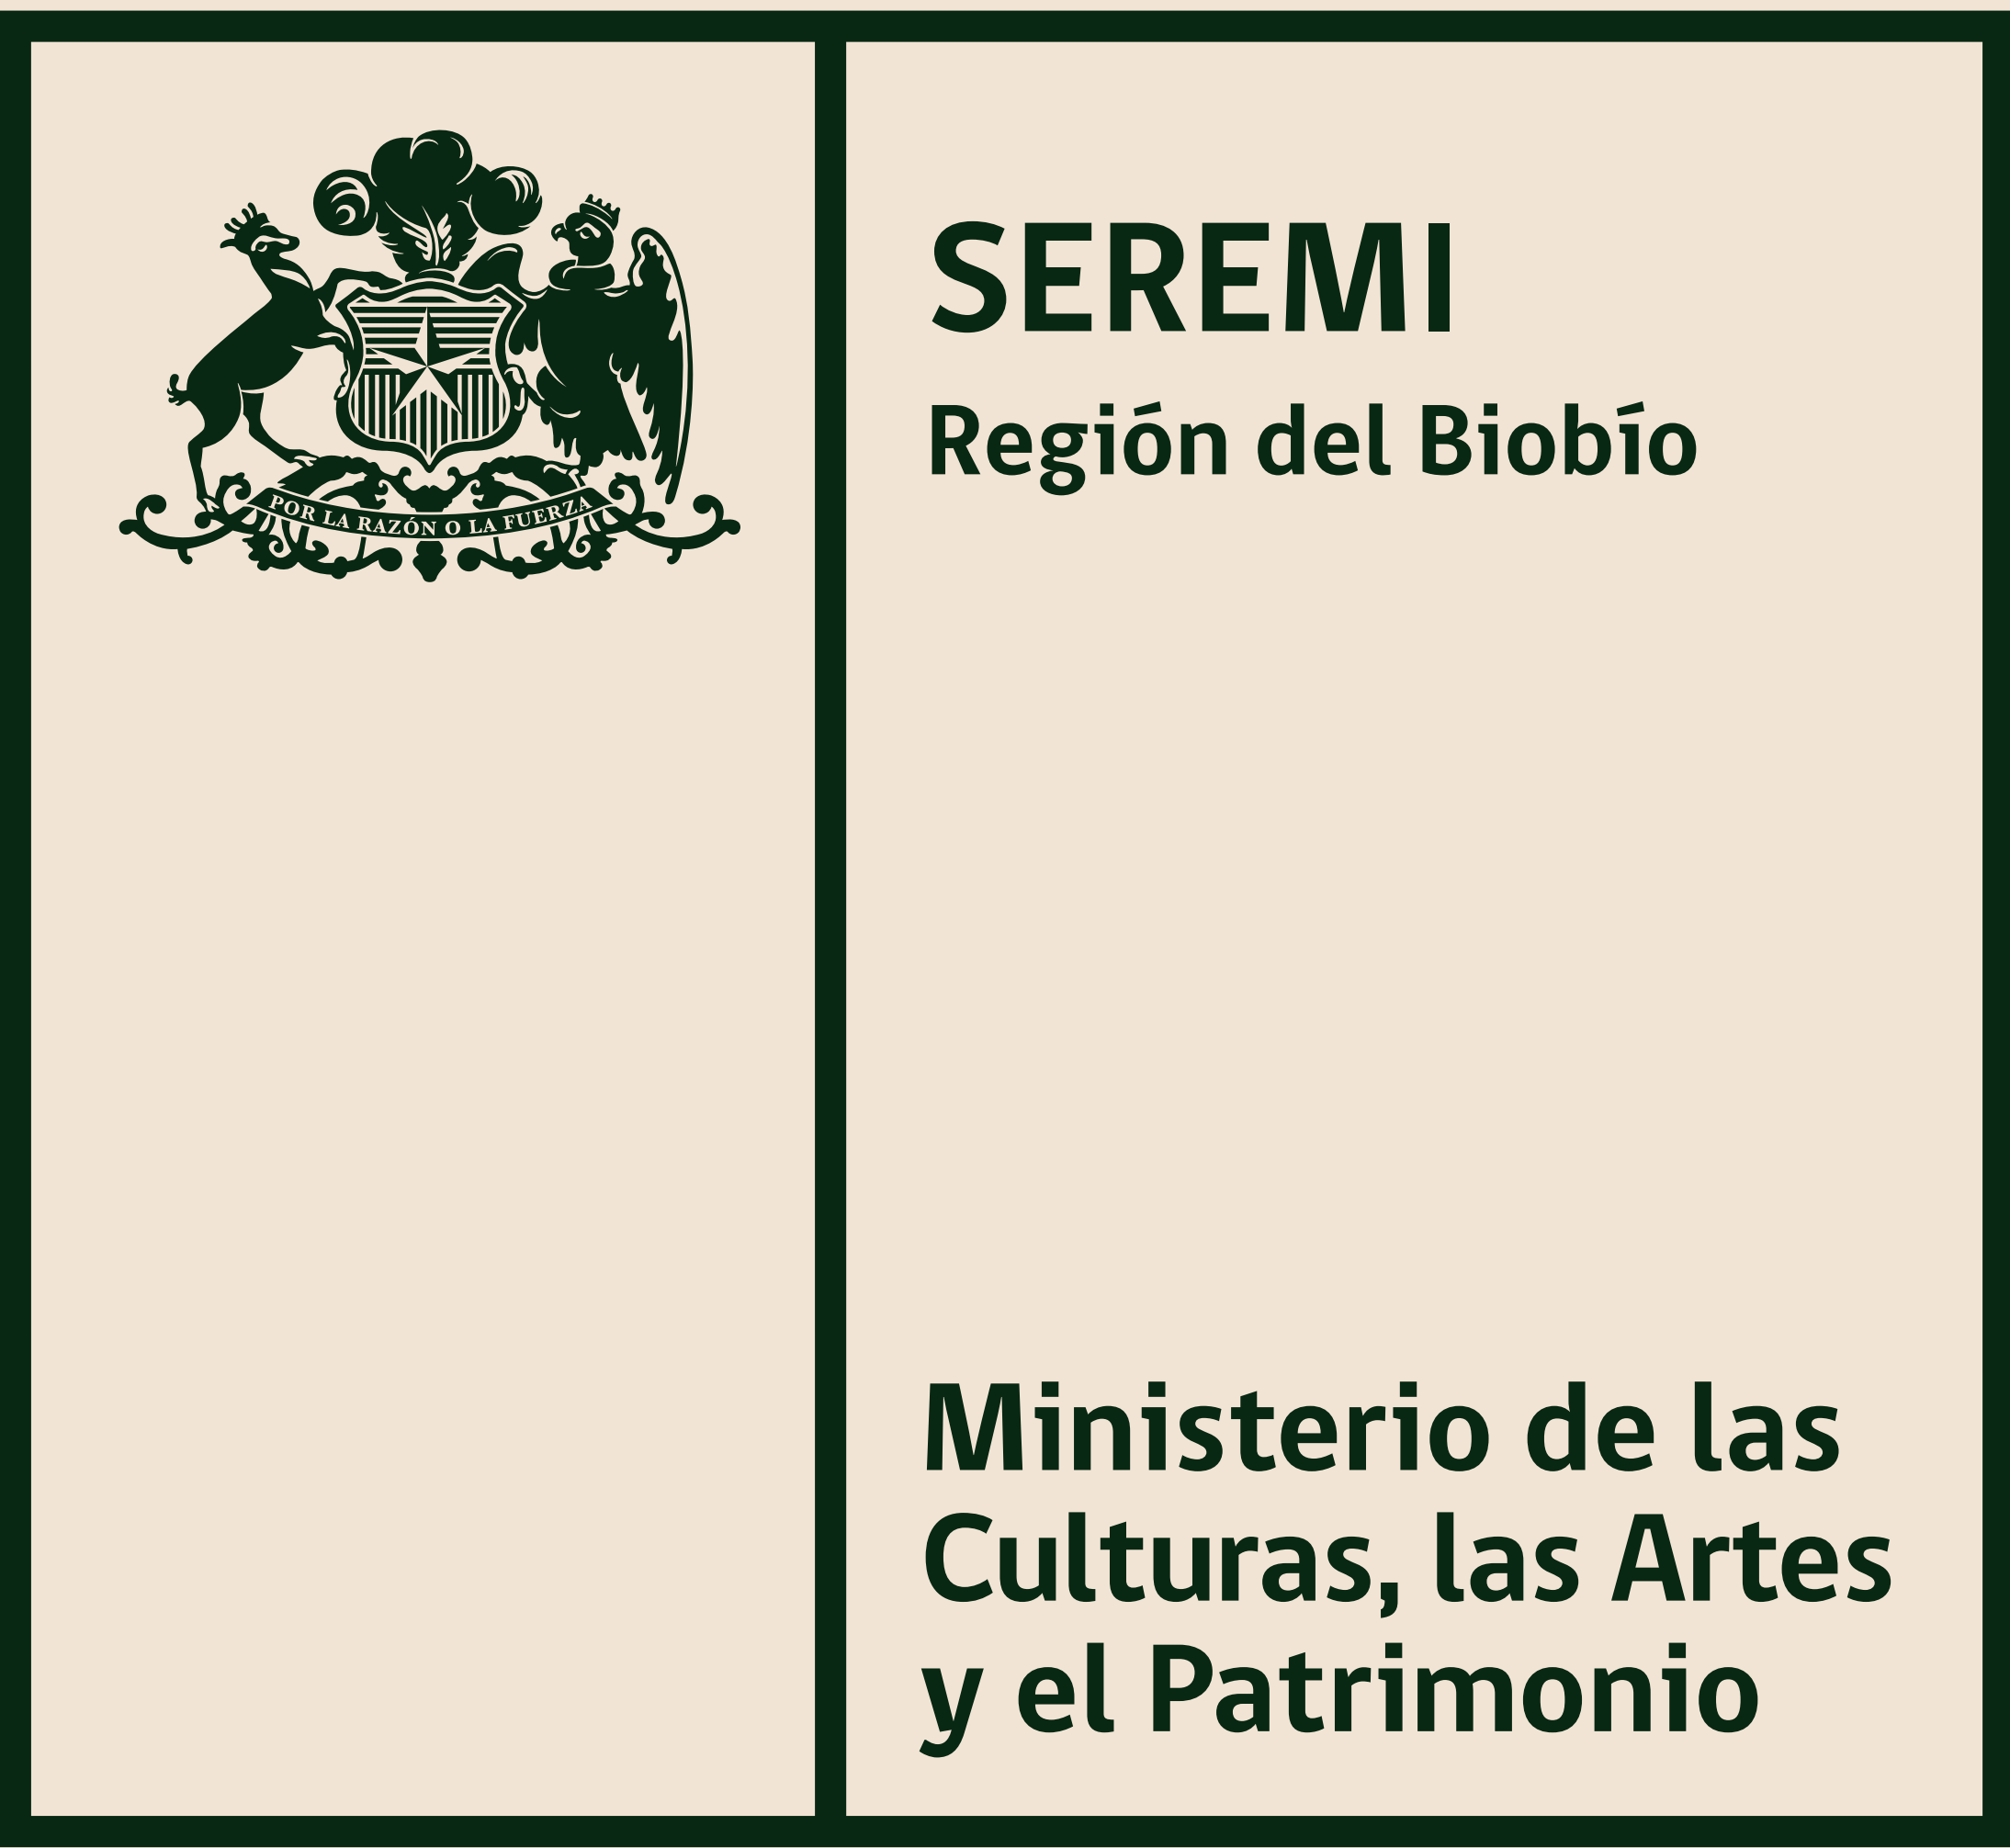 POR LA RAZÓN O LA FUERZA
SEREMI
Región del Biobío
Ministerio de las
Culturas, las Artes
y el Patrimonio